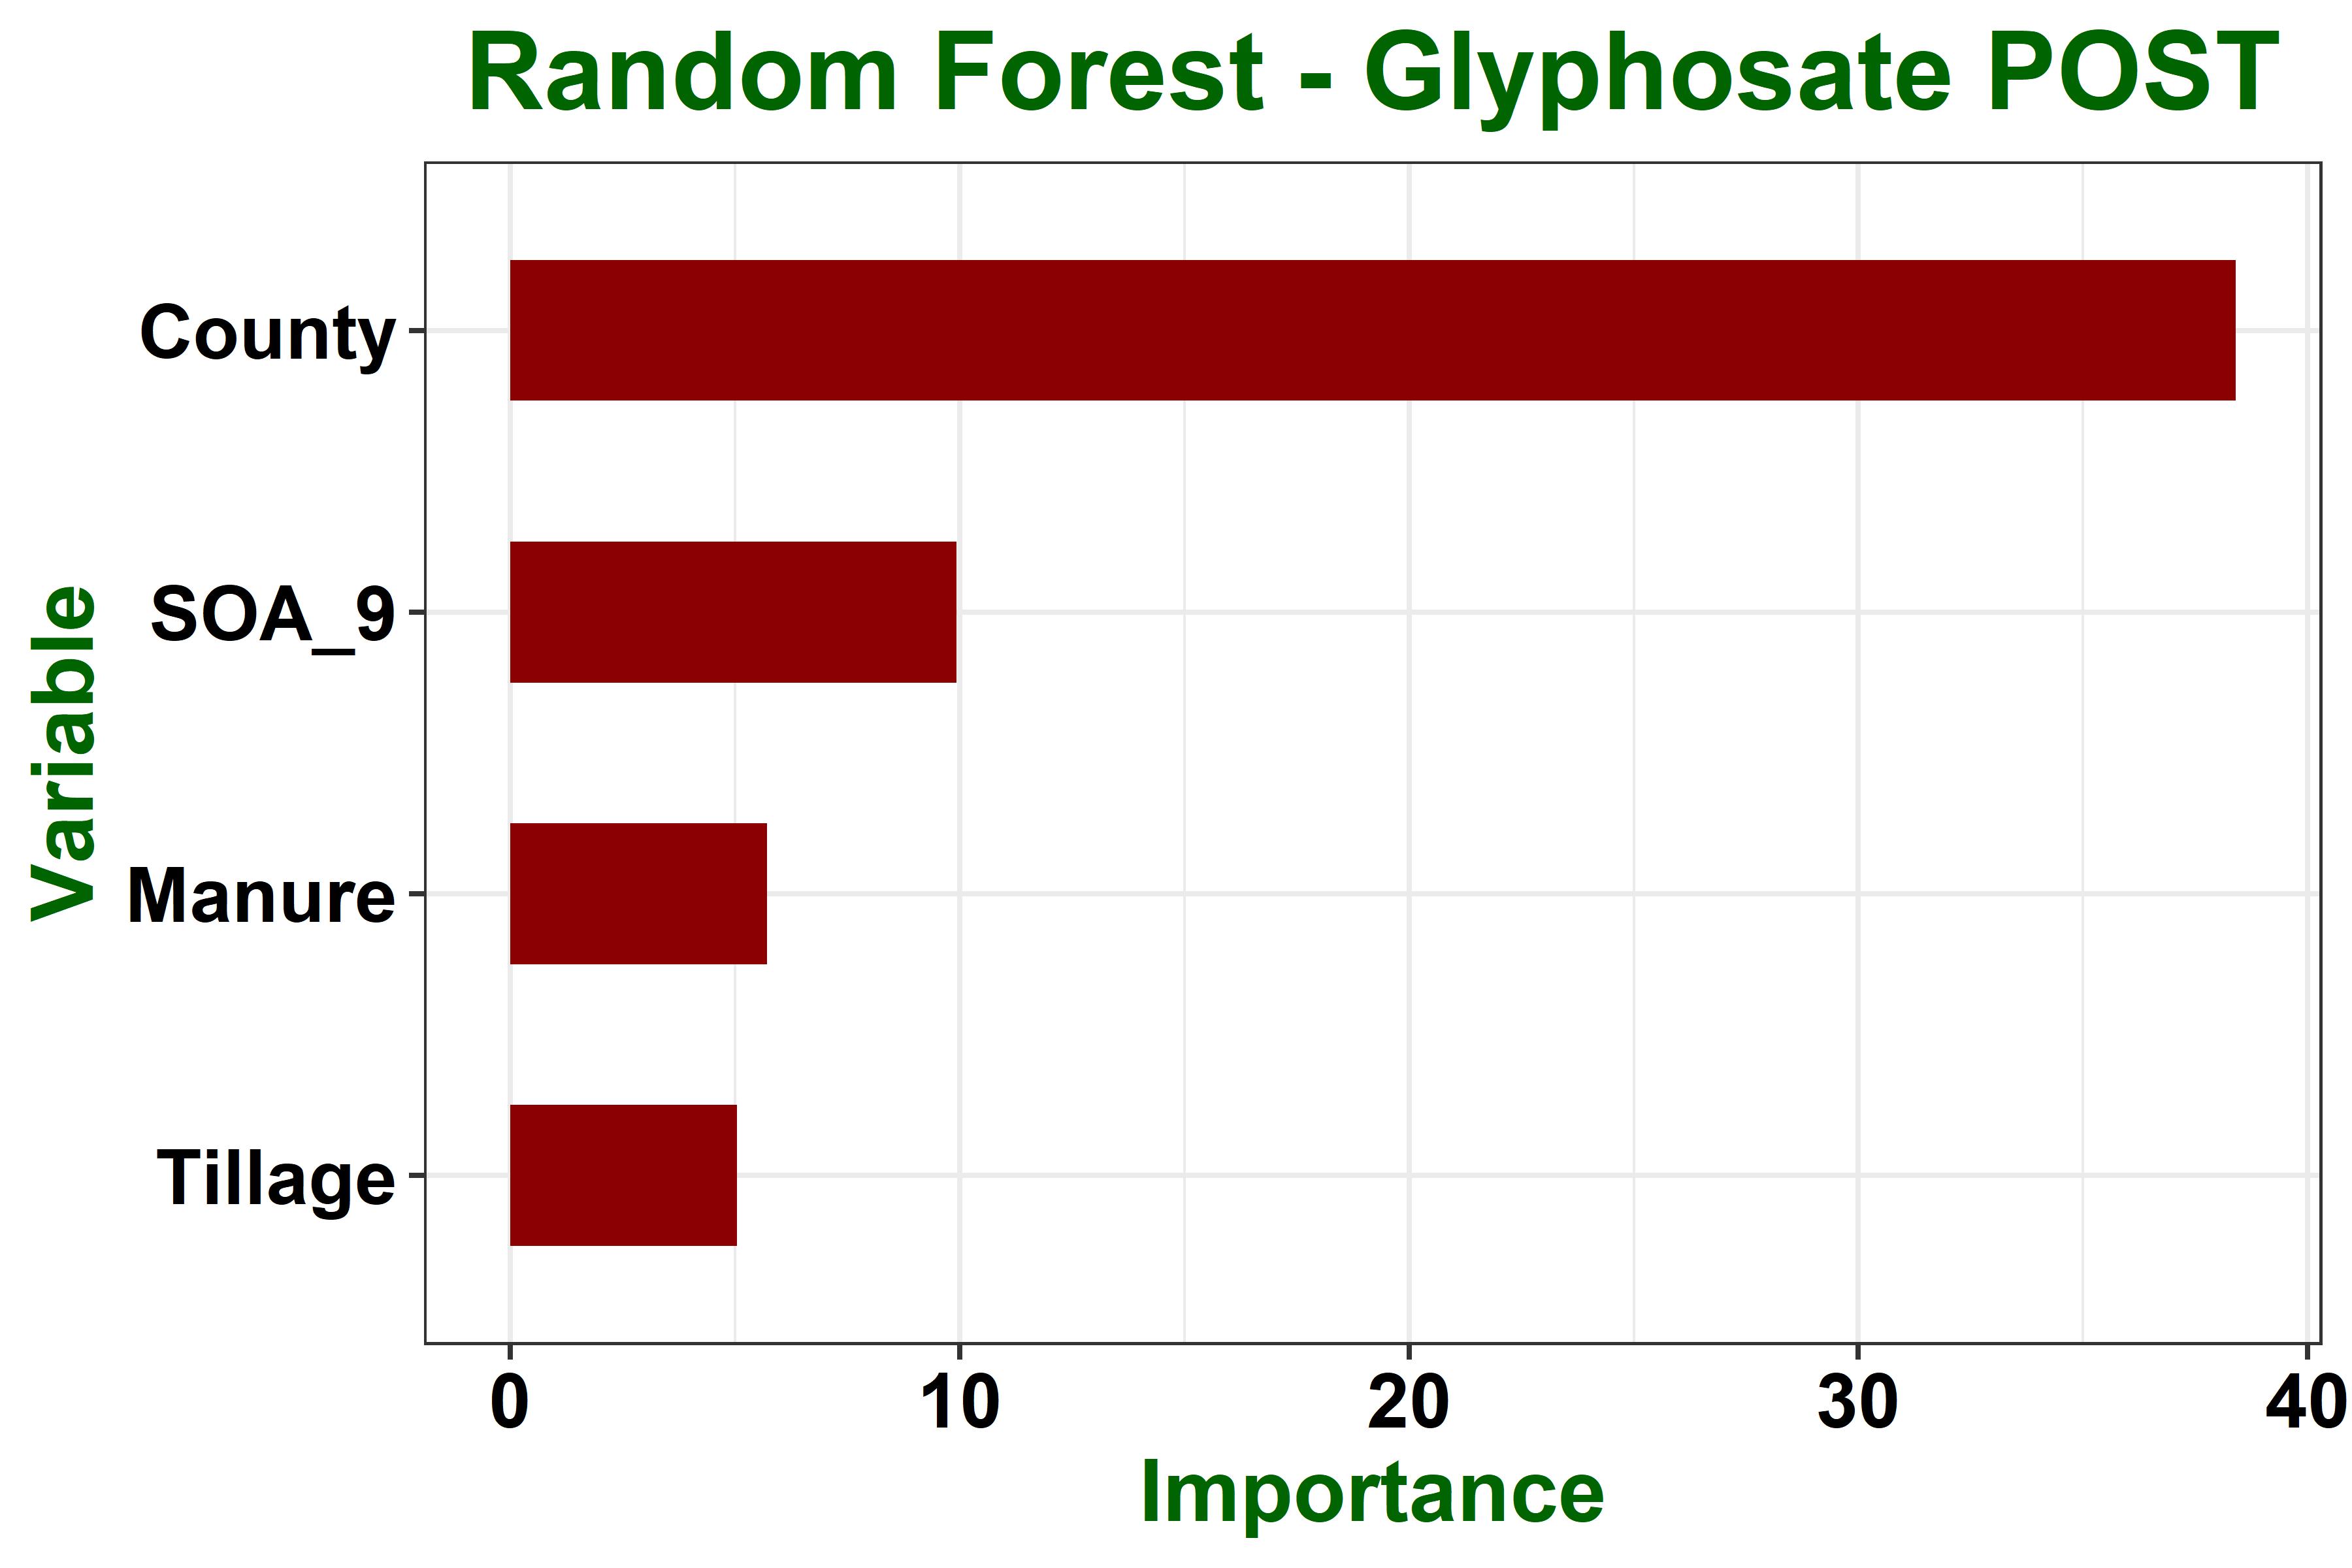 Random Forest - Glyphosate POST
Variable
County
SOA_9
Manure
Tillage
0 10 20 30 40
Importance